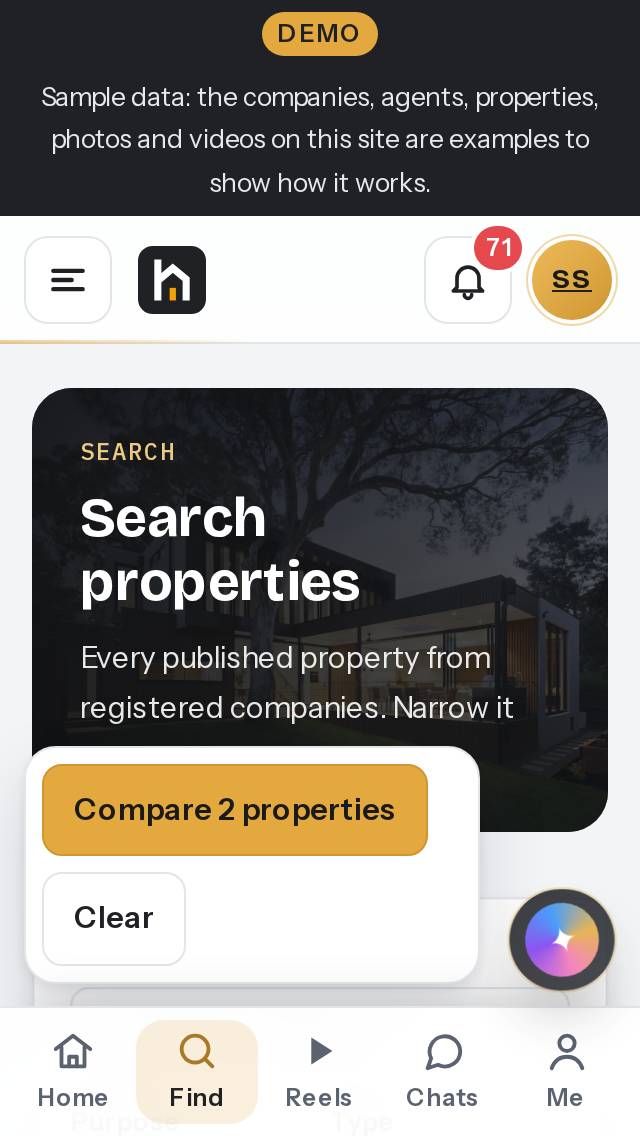 DEMO
Sample data: the companies, agents, properties,
photos and videos on this site are examples to
show how it works.
71
SS
SEARCH
Search
properties
Every published property from
registered companies. Narrow it
Compare 2 properties
Clear
Home
Find
Reels
Chats
Me
Purpose
Type